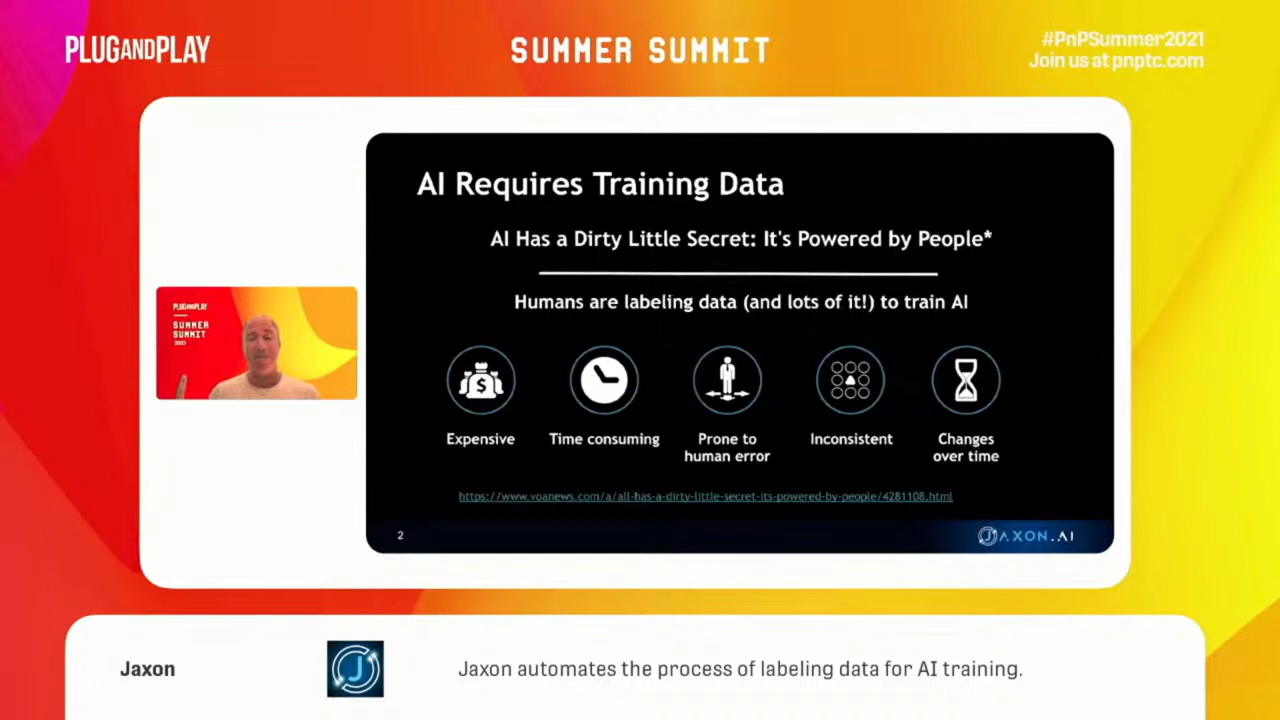 PLUGANDPLAY
SUMMER SUMMIT
#PnPSummer2021
Join us at pnptc.com
PLUGANDPLAY
SUMMER
SUMMIT
2021
AI Requires Training Data
AI Has a Dirty Little Secret: It's Powered by People*
Humans are labeling data (and lots of it!) to train AI
$
Expensive
Time consuming
Prone to
human error
Inconsistent
Changes
over time
https://www.voanews.com/a/all-has-a-dirty-little-secret-its-powered-by-people/4281108.html
2
JAXON.AI
Jaxon
J
Jaxon automates the process of labeling data for AI training.